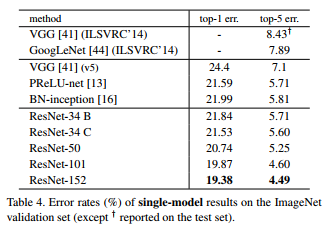 method top-1 err. top-5 err.
VGG [41] (ILSVRC'14) - 8.43†
GoogLeNet [44] (ILSVRC'14) - 7.89
VGG [41] (v5) 24.4 7.1
PReLU-net [13] 21.59 5.71
BN-inception [16] 21.99 5.81
ResNet-34 B 21.84 5.71
ResNet-34 C 21.53 5.60
ResNet-50 20.74 5.25
ResNet-101 19.87 4.60
ResNet-152 19.38 4.49
Table 4. Error rates (%) of single-model results on the ImageNet
validation set (except † reported on the test set).